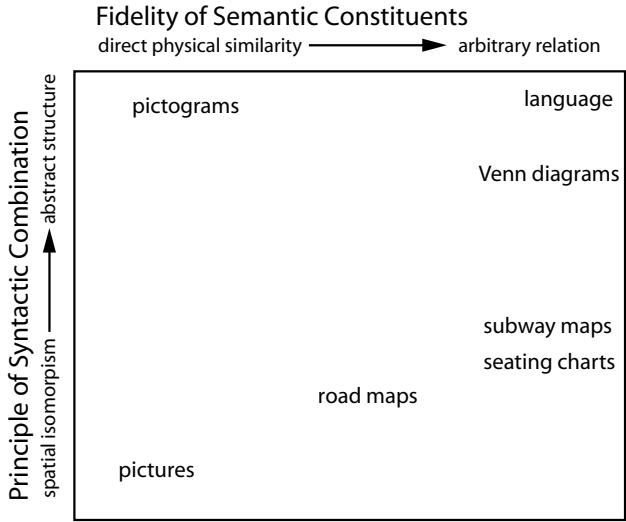 Fidelity of Semantic Constituents
direct physical similarity
arbitrary relation
Principle of Syntactic Combination
spatial isomorpism
abstract structure
pictograms
language
Venn diagrams
subway maps
seating charts
road maps
pictures